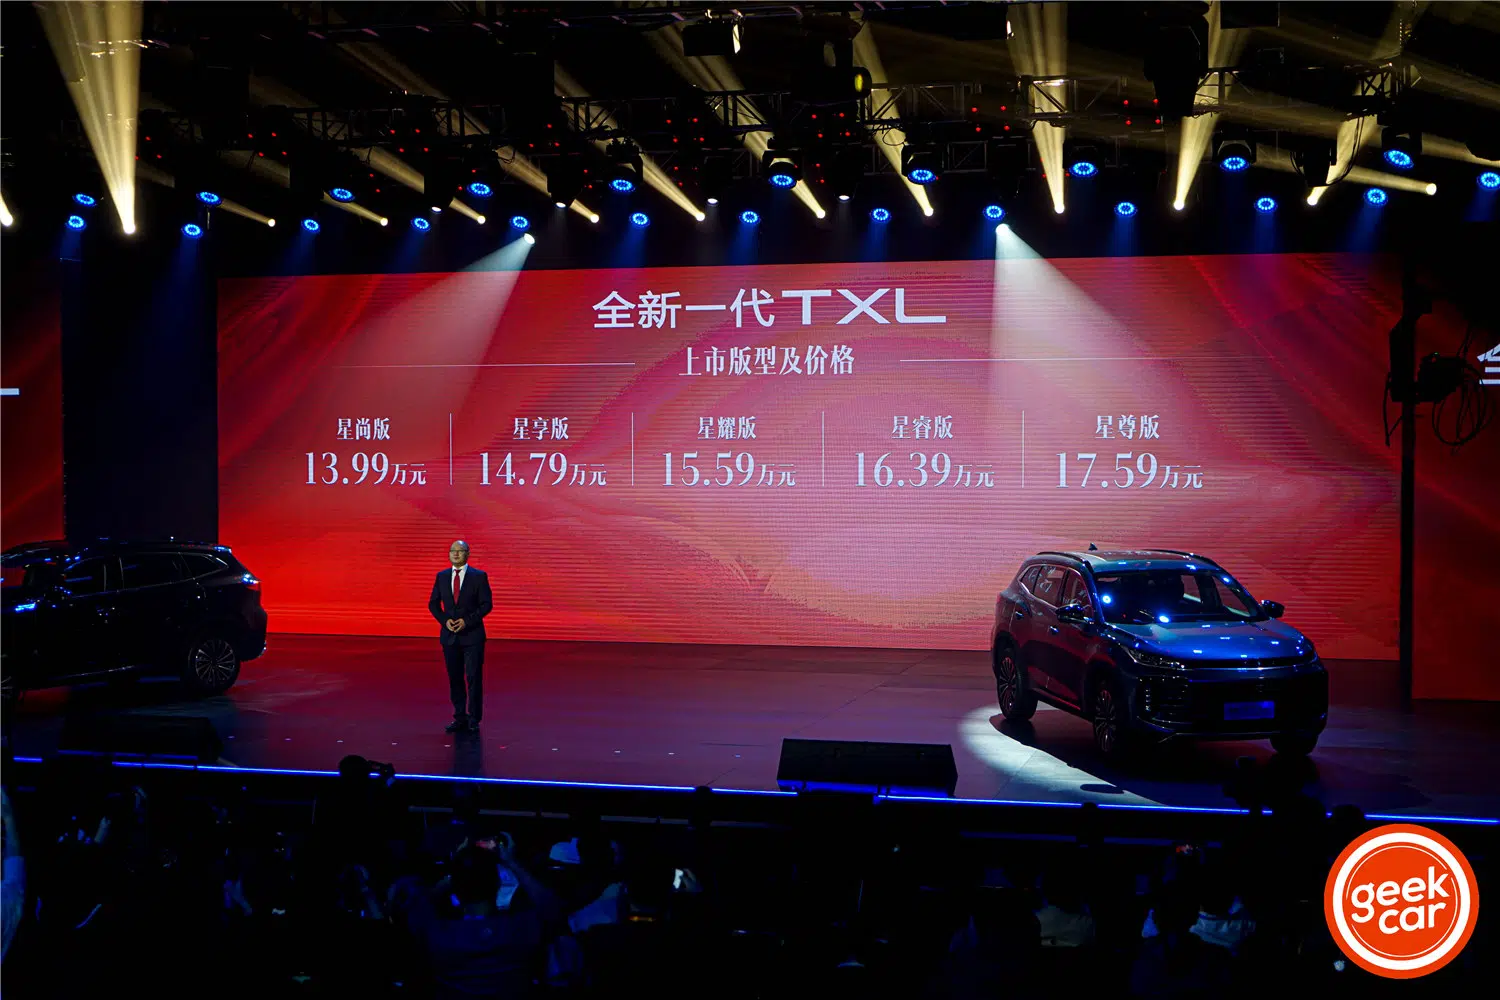 全新一代TXL
上市版型及价格
星尚版
13.99万元
星享版
14.79万元
星耀版
15.59万元
星睿版
16.39万元
星尊版
17.59万元
geek
car